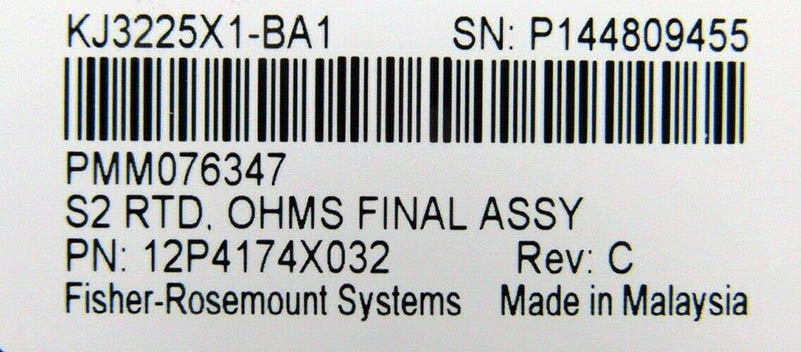 KJ3225X1-BA1 SN: P144809455
PMM076347
S2 RTD, OHMS FINAL ASSY
PN: 12P4174X032 Rev: C
Fisher-Rosemount Systems Made in Malaysia